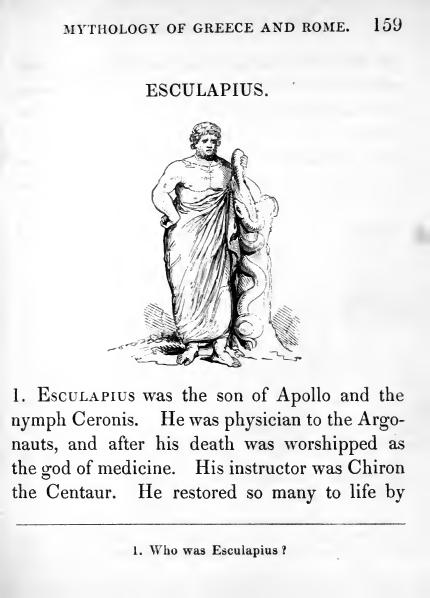 MYTHOLOGY OF GREECE AND ROME. 159
ESCULAPIUS.
1. ESCULAPIUS was the son of Apollo and the
nymph Ceronis. He was physician to the Argo-
nauts, and after his death was worshipped as
the god of medicine. His instructor was Chiron
the Centaur. He restored so many to life by
1. Who was Esculapius ?